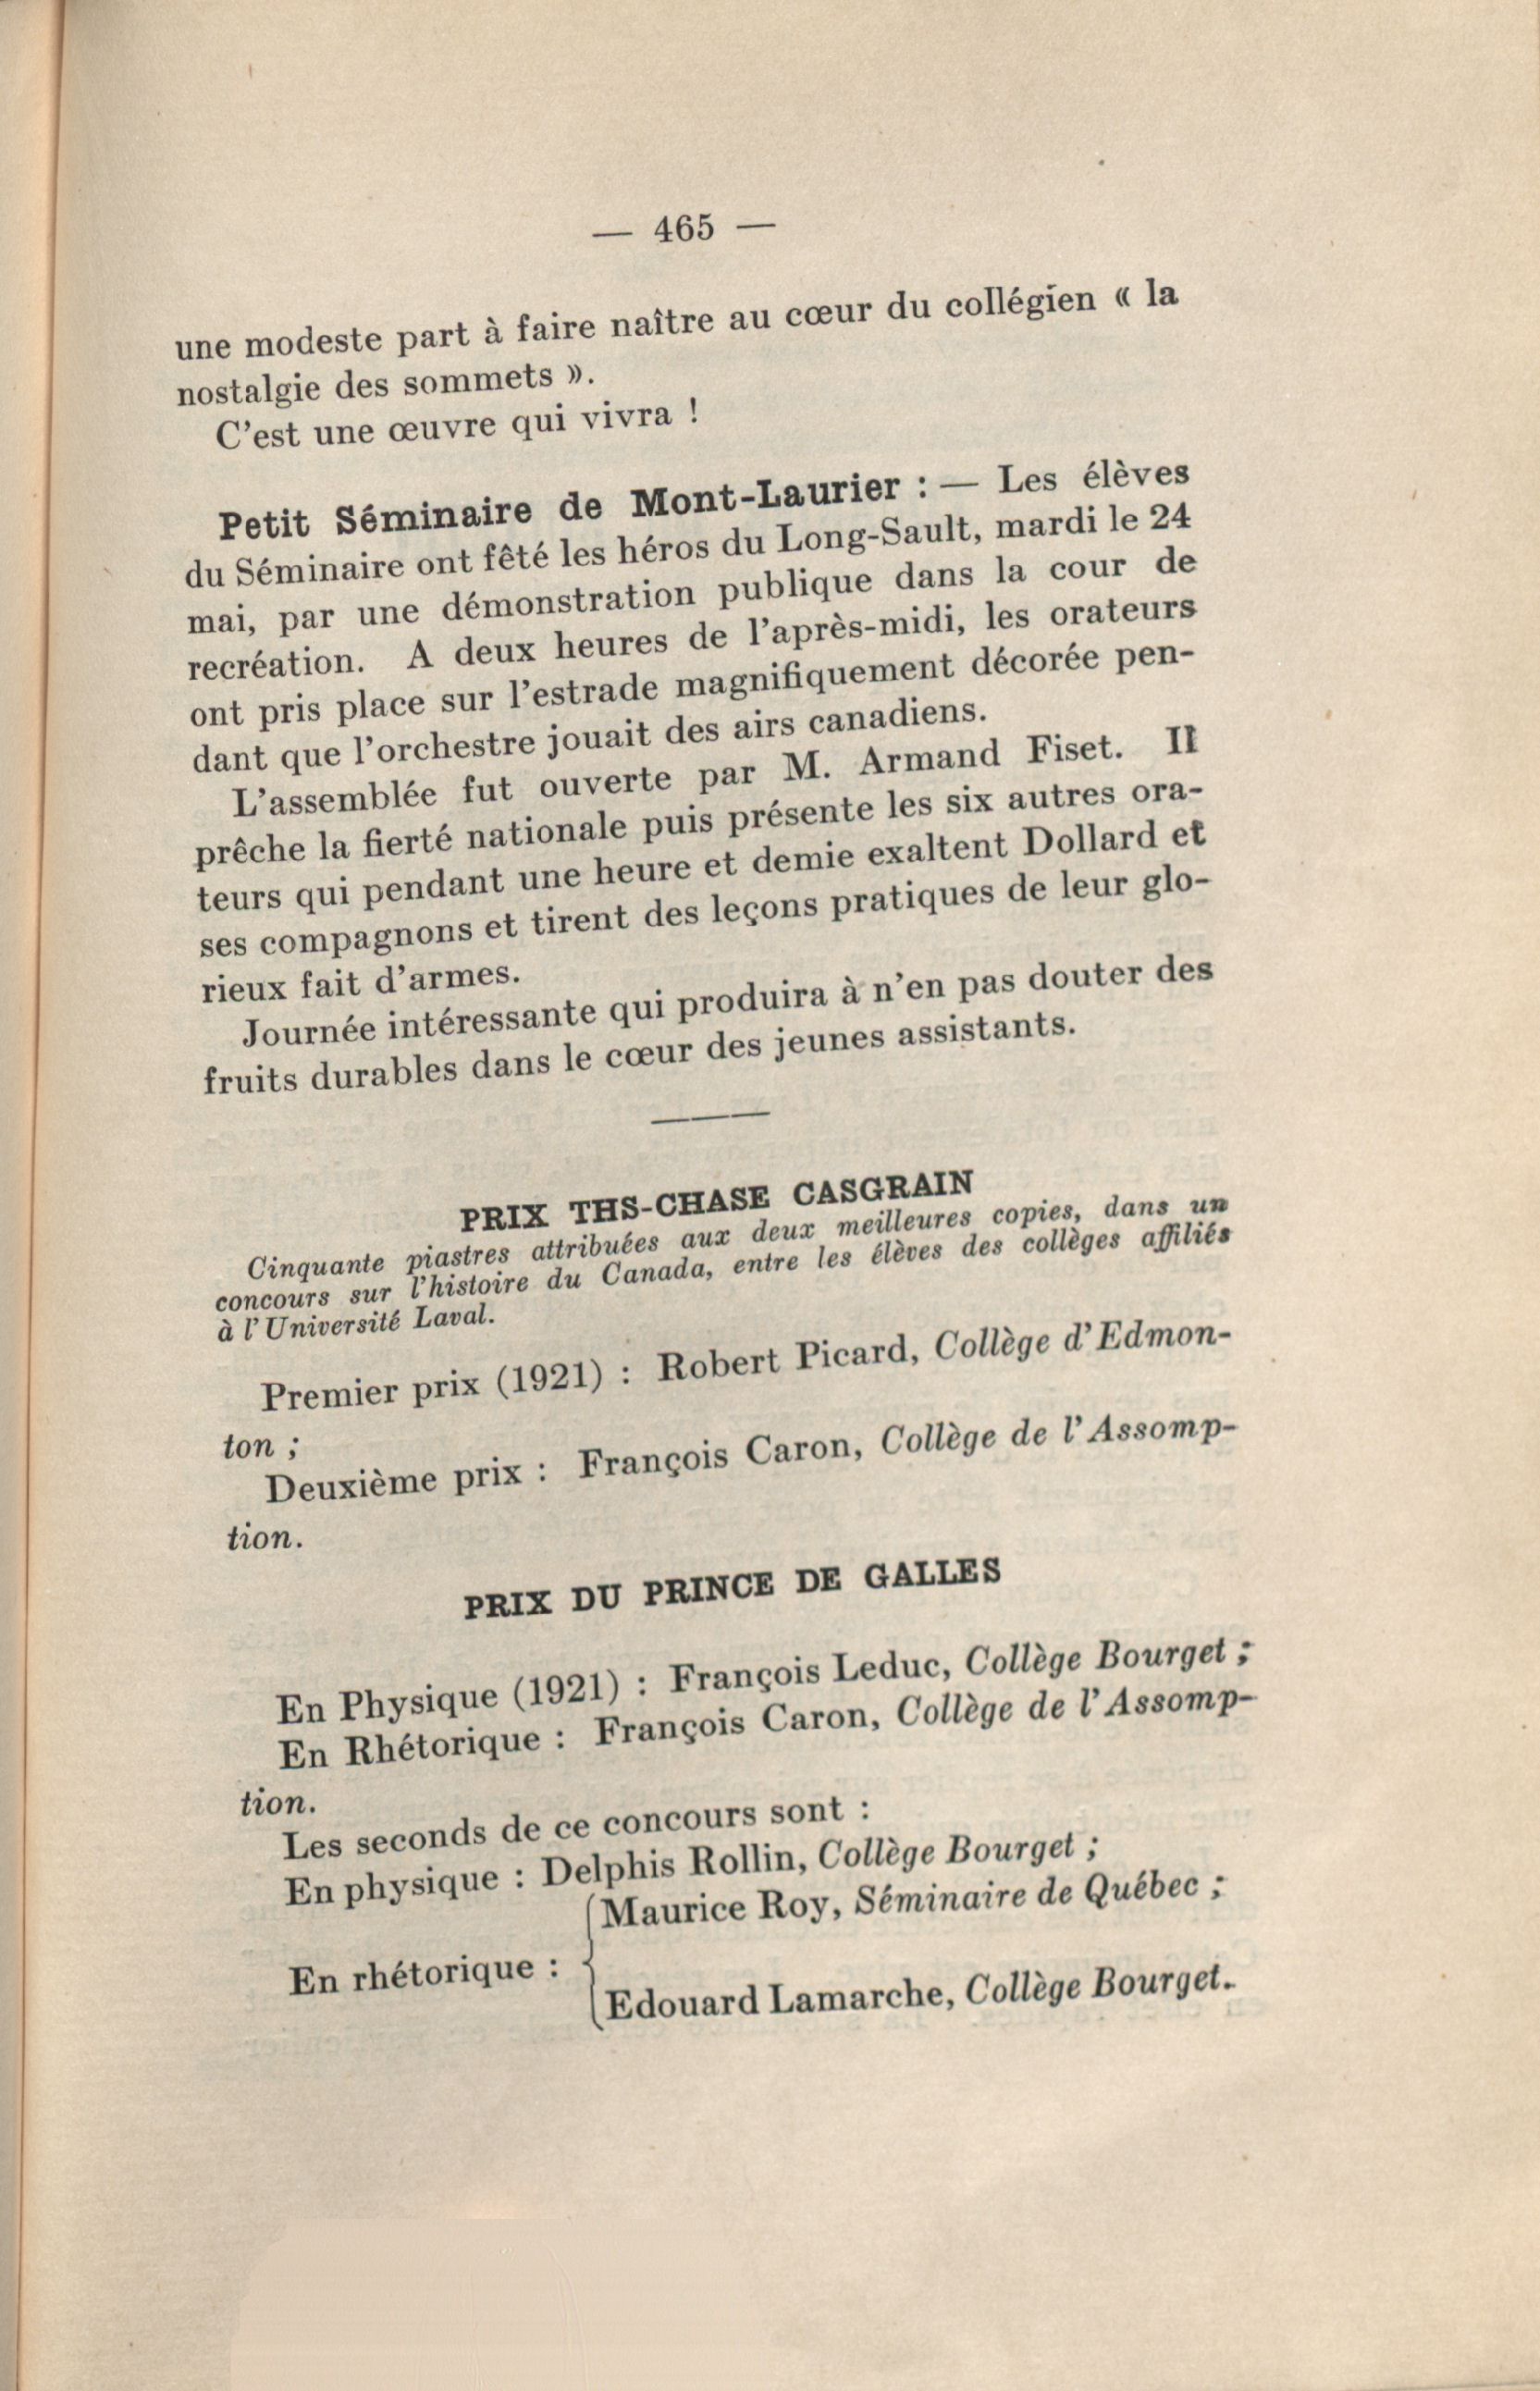 — 465 —
une modeste part à faire naître au cœur du collégien « la
nostalgie des sommets ».
C'est une œuvre qui vivra !
Petit Séminaire de Mont-Laurier : — Les élèves
du Séminaire ont fêté les héros du Long-Sault, mardi le 24
mai, par une démonstration publique dans la cour de
recréation. A deux heures de l'après-midi, les orateurs
ont pris place sur l'estrade magnifiquement décorée pen-
dant que l'orchestre jouait des airs canadiens.
L'assemblée fut ouverte par M. Armand Fiset. Il
prêche la fierté nationale puis présente les six autres ora-
teurs qui pendant une heure et demie exaltent Dollard et
ses compagnons et tirent des leçons pratiques de leur glo-
rieux fait d'armes.
Journée intéressante qui produira à n'en pas douter des
fruits durables dans le cœur des jeunes assistants.
PRIX THS-CHASE CASGRAIN
Cinquante piastres attribuées aux deux meilleures copies, dans un
concours sur l'histoire du Canada, entre les élèves des collèges affiliés
à l'Université Laval.
Premier prix (1921) : Robert Picard, Collège d'Edmon-
ton ;
Deuxième prix : François Caron, Collège de l'Assomp-
tion.
PRIX DU PRINCE DE GALLES
En Physique (1921) : François Leduc, Collège Bourget ;
En Rhétorique : François Caron, Collège de l'Assomp-
tion.
Les seconds de ce concours sont :
En physique : Delphis Rollin, Collège Bourget ;
Maurice Roy, Séminaire de Québec ;
En rhétorique :
Edouard Lamarche, Collège Bourget.